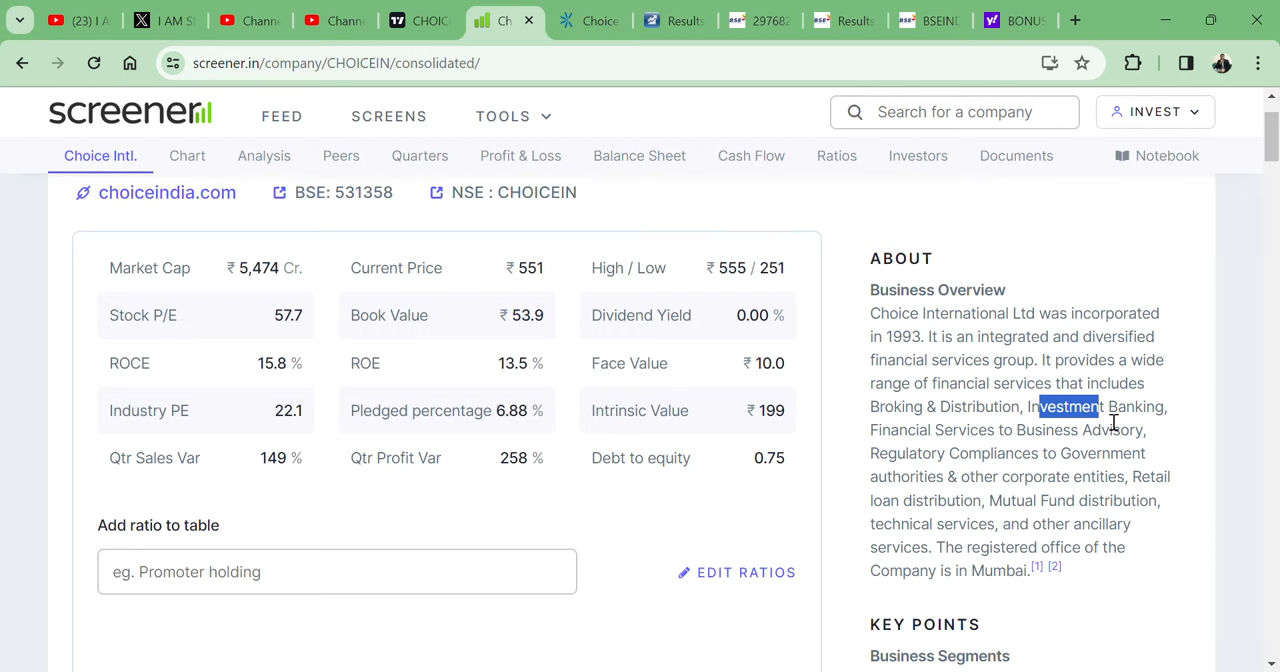 (23) I A
I AM S
Chann
Chann
CHOIC
Ch
Choice
Results
29768
Results
BSEIN
BONUS
screener.in/company/CHOICEIN/consolidated/
screener
FEED
SCREENS
TOOLS
Search for a company
INVEST
Choice Intl.
Chart
Analysis
Peers
Quarters
Profit & Loss
Balance Sheet
Cash Flow
Ratios
Investors
Documents
Notebook
choiceindia.com
BSE: 531358
NSE : CHOICEIN
Market Cap ₹ 5,474 Cr.
Current Price ₹ 551
High / Low ₹ 555 / 251
Stock P/E 57.7
Book Value ₹ 53.9
Dividend Yield 0.00 %
ROCE 15.8 %
ROE 13.5 %
Face Value ₹ 10.0
Industry PE 22.1
Pledged percentage 6.88 %
Intrinsic Value ₹ 199
Qtr Sales Var 149 %
Qtr Profit Var 258 %
Debt to equity 0.75
Add ratio to table
eg. Promoter holding
EDIT RATIOS
ABOUT
Business Overview
Choice International Ltd was incorporated
in 1993. It is an integrated and diversified
financial services group. It provides a wide
range of financial services that includes
Broking & Distribution, Investment Banking,
Financial Services to Business Advisory,
Regulatory Compliances to Government
authorities & other corporate entities, Retail
loan distribution, Mutual Fund distribution,
technical services, and other ancillary
services. The registered office of the
Company is in Mumbai.[1] [2]
KEY POINTS
Business Segments